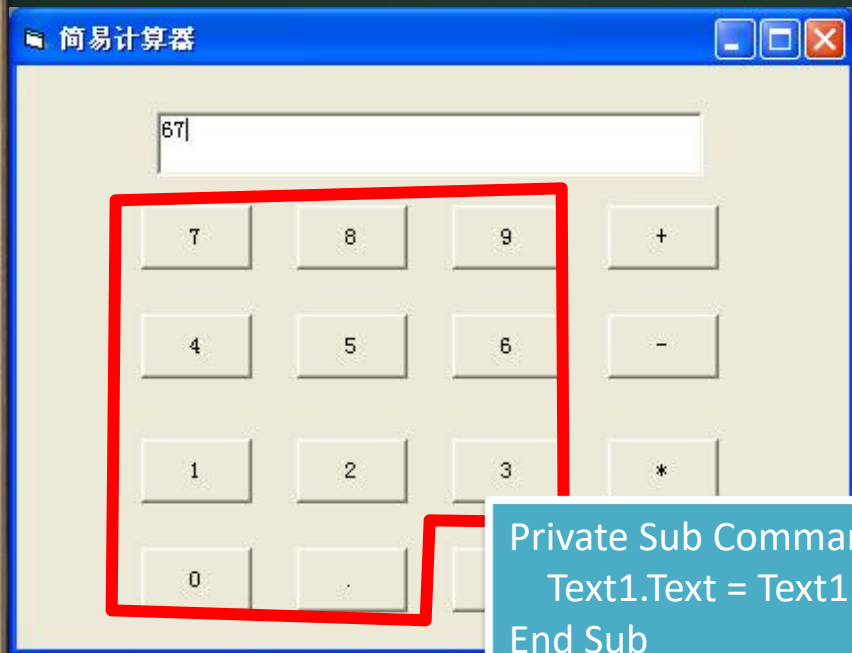 简易计算器
67
7 8 9 +
4 5 6 -
1 2 3 *
0 .
Private Sub
Text1.Text = Text1
End Sub